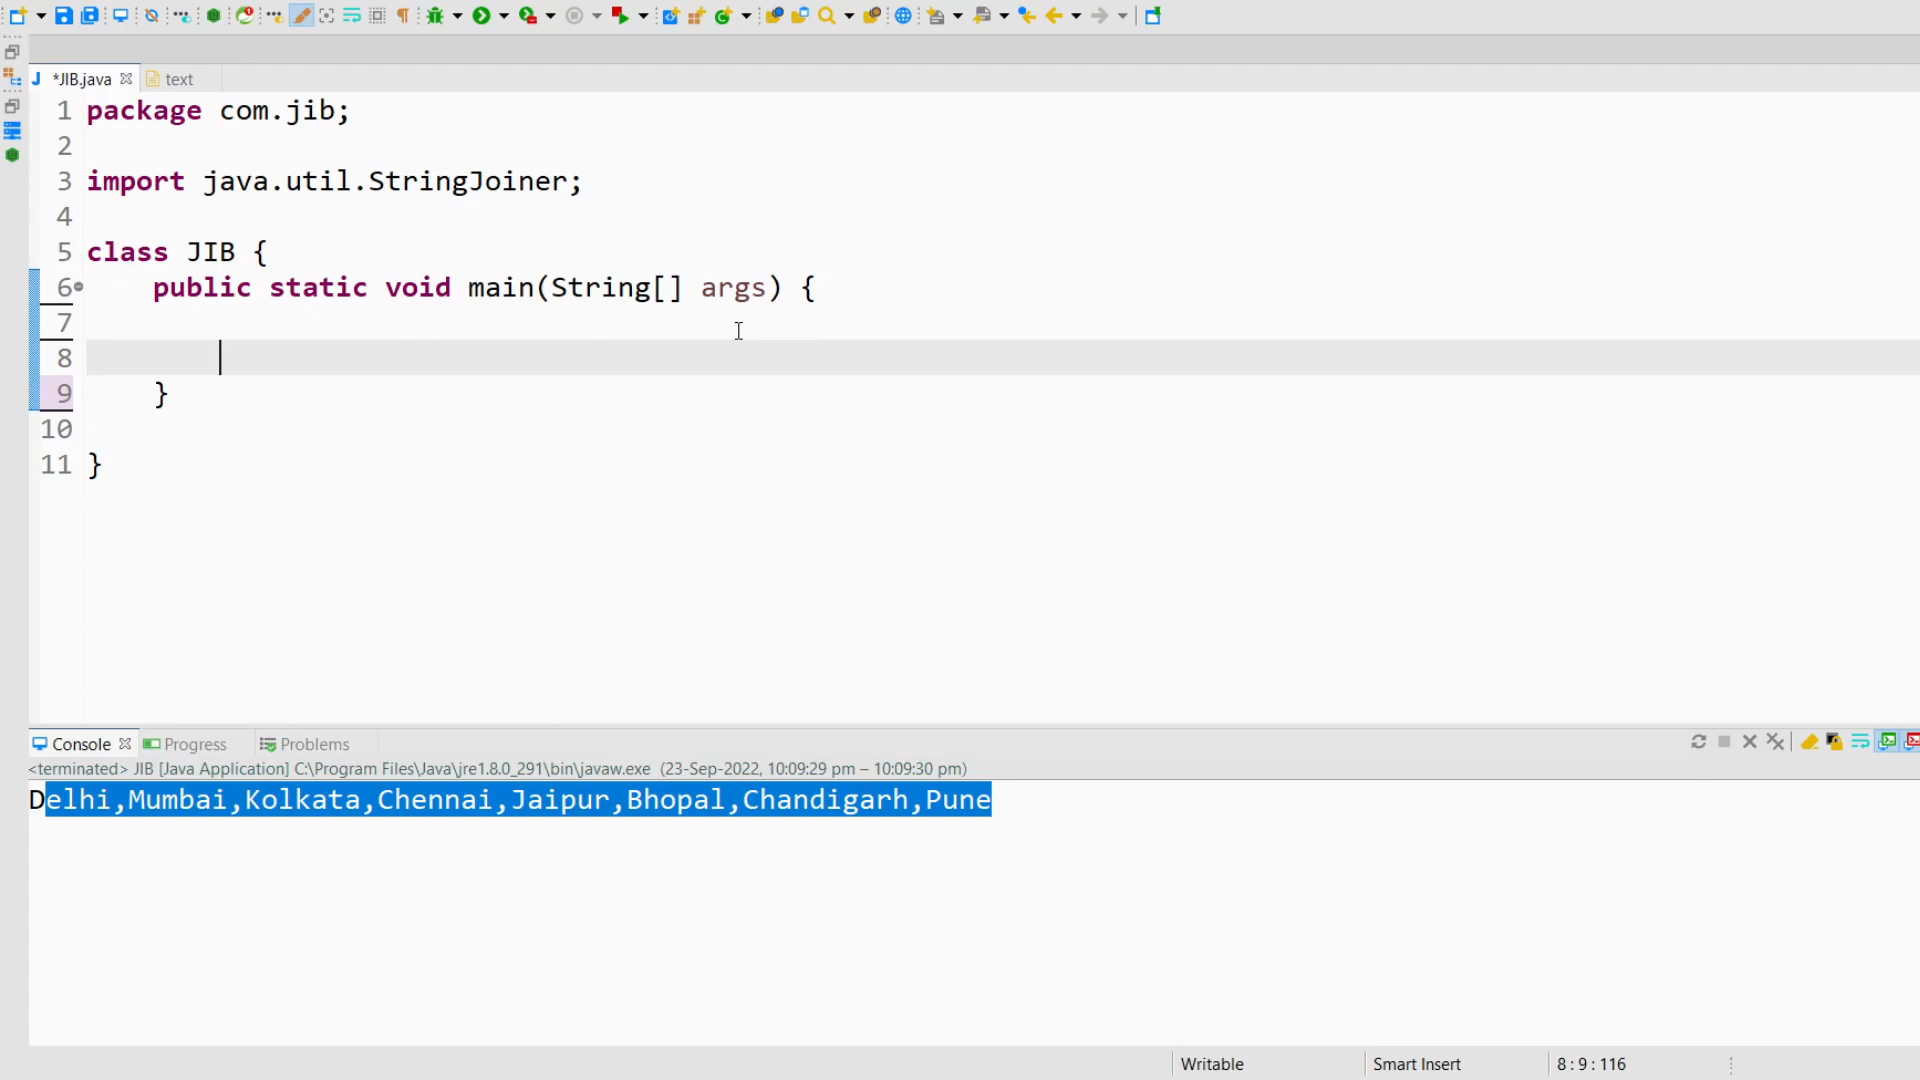 *JIB.java
text
1 package com.jib;
2
3 import java.util.StringJoiner;
4
5 class JIB {
6 public static void main(String[] args) {
7
8
9 }
10
11 }
Console
Progress
Problems
<terminated> JIB [Java Application] C:\Program Files\Java\jre1.8.0_291\bin\javaw.exe (23-Sep-2022, 10:09:29 pm – 10:09:30 pm)
Delhi,Mumbai,Kolkata,Chennai,Jaipur,Bhopal,Chandigarh,Pune
Writable
Smart Insert
8 : 9 : 116